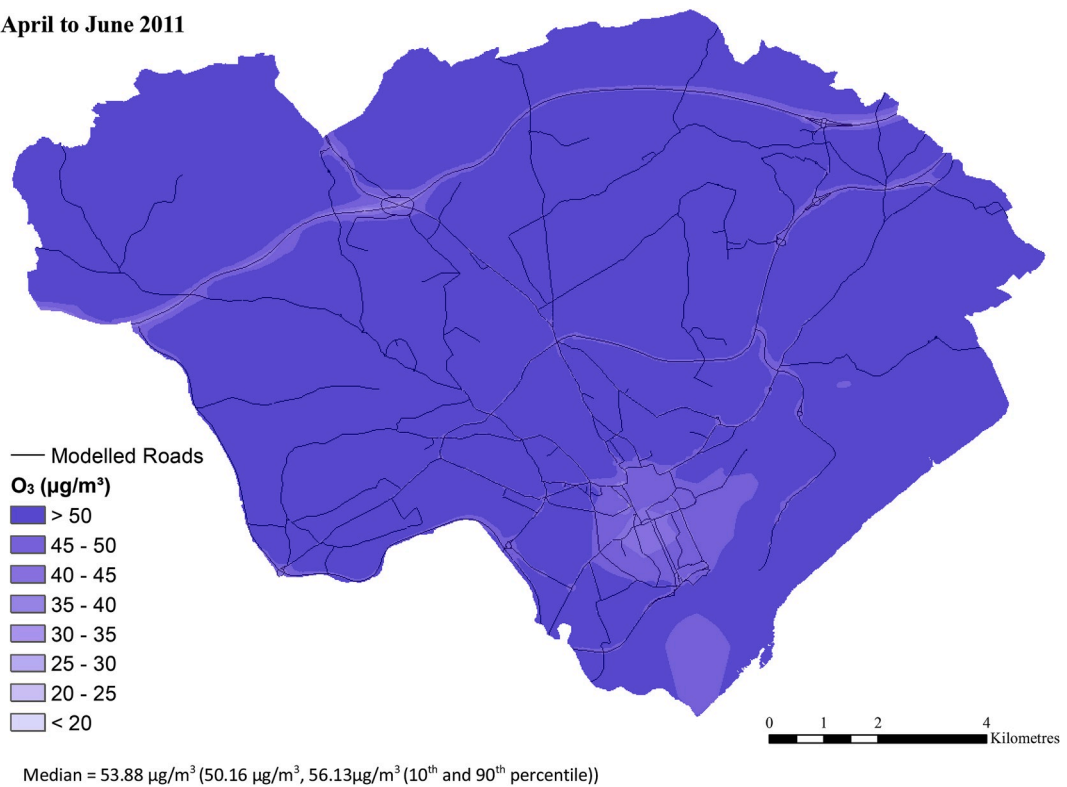 April to June 2011
Modelled Roads
O₃ (µg/m³)
> 50
45 - 50
40 - 45
35 - 40
30 - 35
25 - 30
20 - 25
< 20
0 1 2 4
Kilometres
Median = 53.88 µg/m³ (50.16 µg/m³, 56.13µg/m³ (10th and 90th percentile))